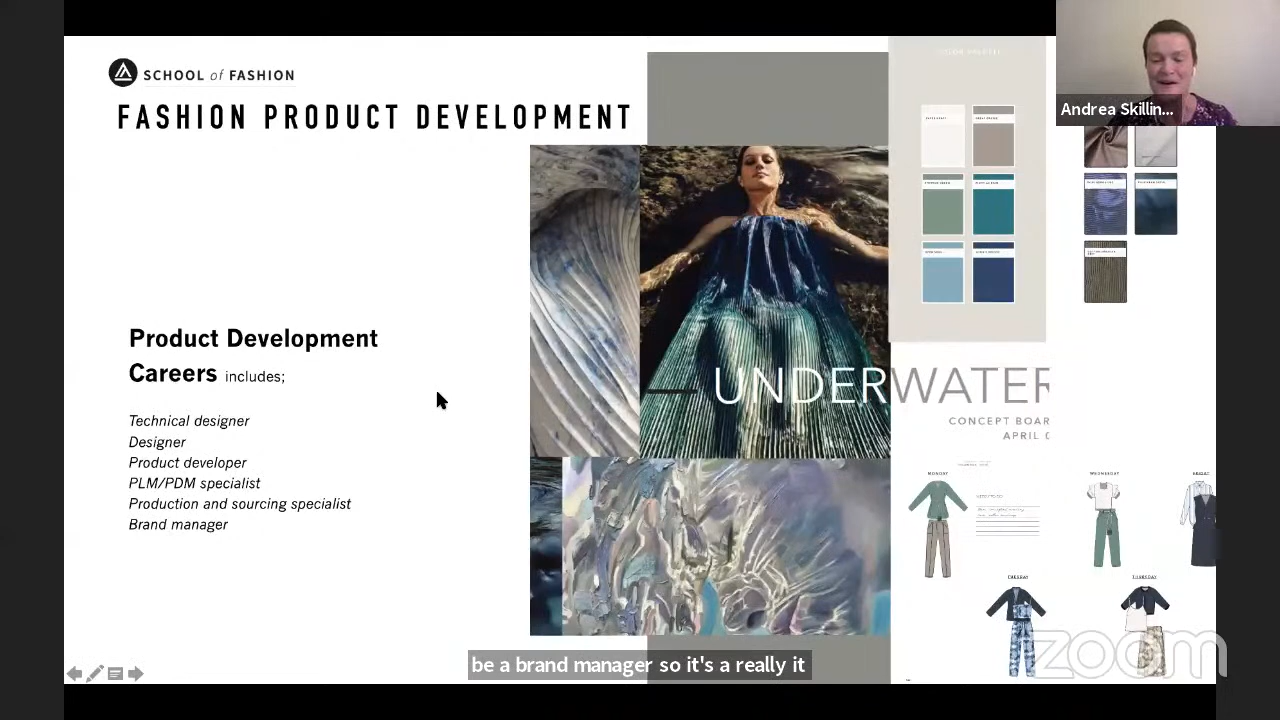 SCHOOL of FASHION
FASHION PRODUCT DEVELOPMENT
Andrea Skillin...
Product Development
Careers includes;
Technical designer
Designer
Product developer
PLM/PDM specialist
Production and sourcing specialist
Brand manager
— UNDERWATER
CONCEPT BOAR
APRIL 0
MONDAY
WEDNESDAY
TUESDAY
THURSDAY
be a brand manager so it's a really it
zoom